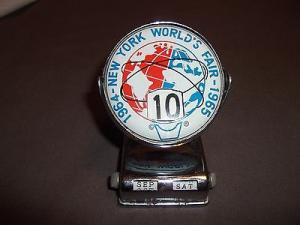 1964-NEW YORK WORLD'S FAIR-1965
10
SEP SAT